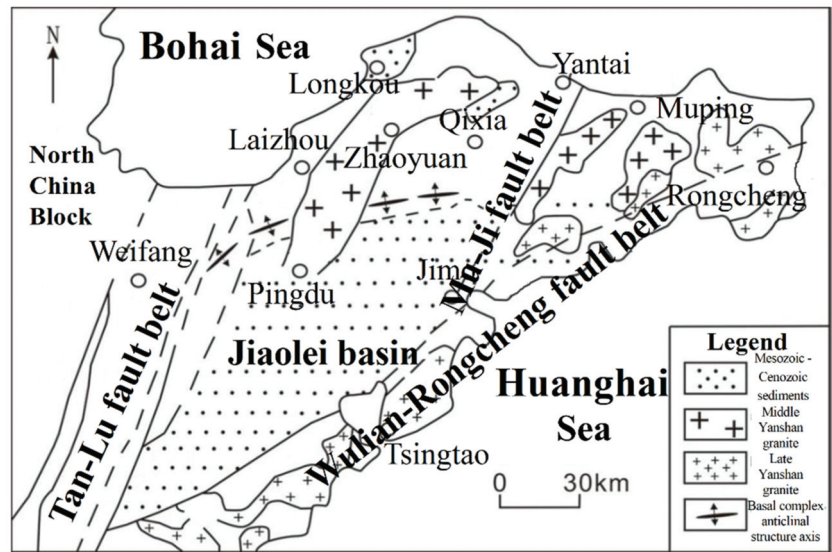 N
Bohai Sea
Longkou
Yantai
Muping
Qixia
Laizhou
Zhaoyuan
North
China
Block
Rongcheng
Weifang
Pingdu
Jimo
Mu-Ji fault belt
Tan-Lu fault belt
Jiaolei basin
Wulian-Rongcheng fault belt
Huanghai
Sea
Tsingtao
0 30km
Legend
Mesozoic -
Cenozoic
sediments
Middle
Yanshan
granite
Late
Yanshan
granite
Basal complex
anticlinal
structure axis